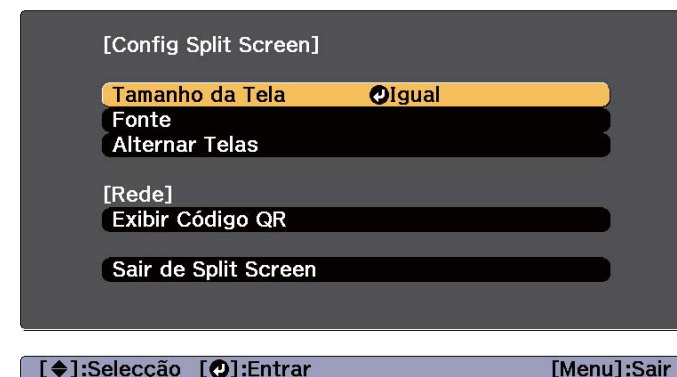 [Config Split Screen]
Tamanho da Tela Igual
Fonte
Alternar Telas
[Rede]
Exibir Código QR
Sair de Split Screen
[ ]:Selecção [ ]:Entrar [Menu]:Sair